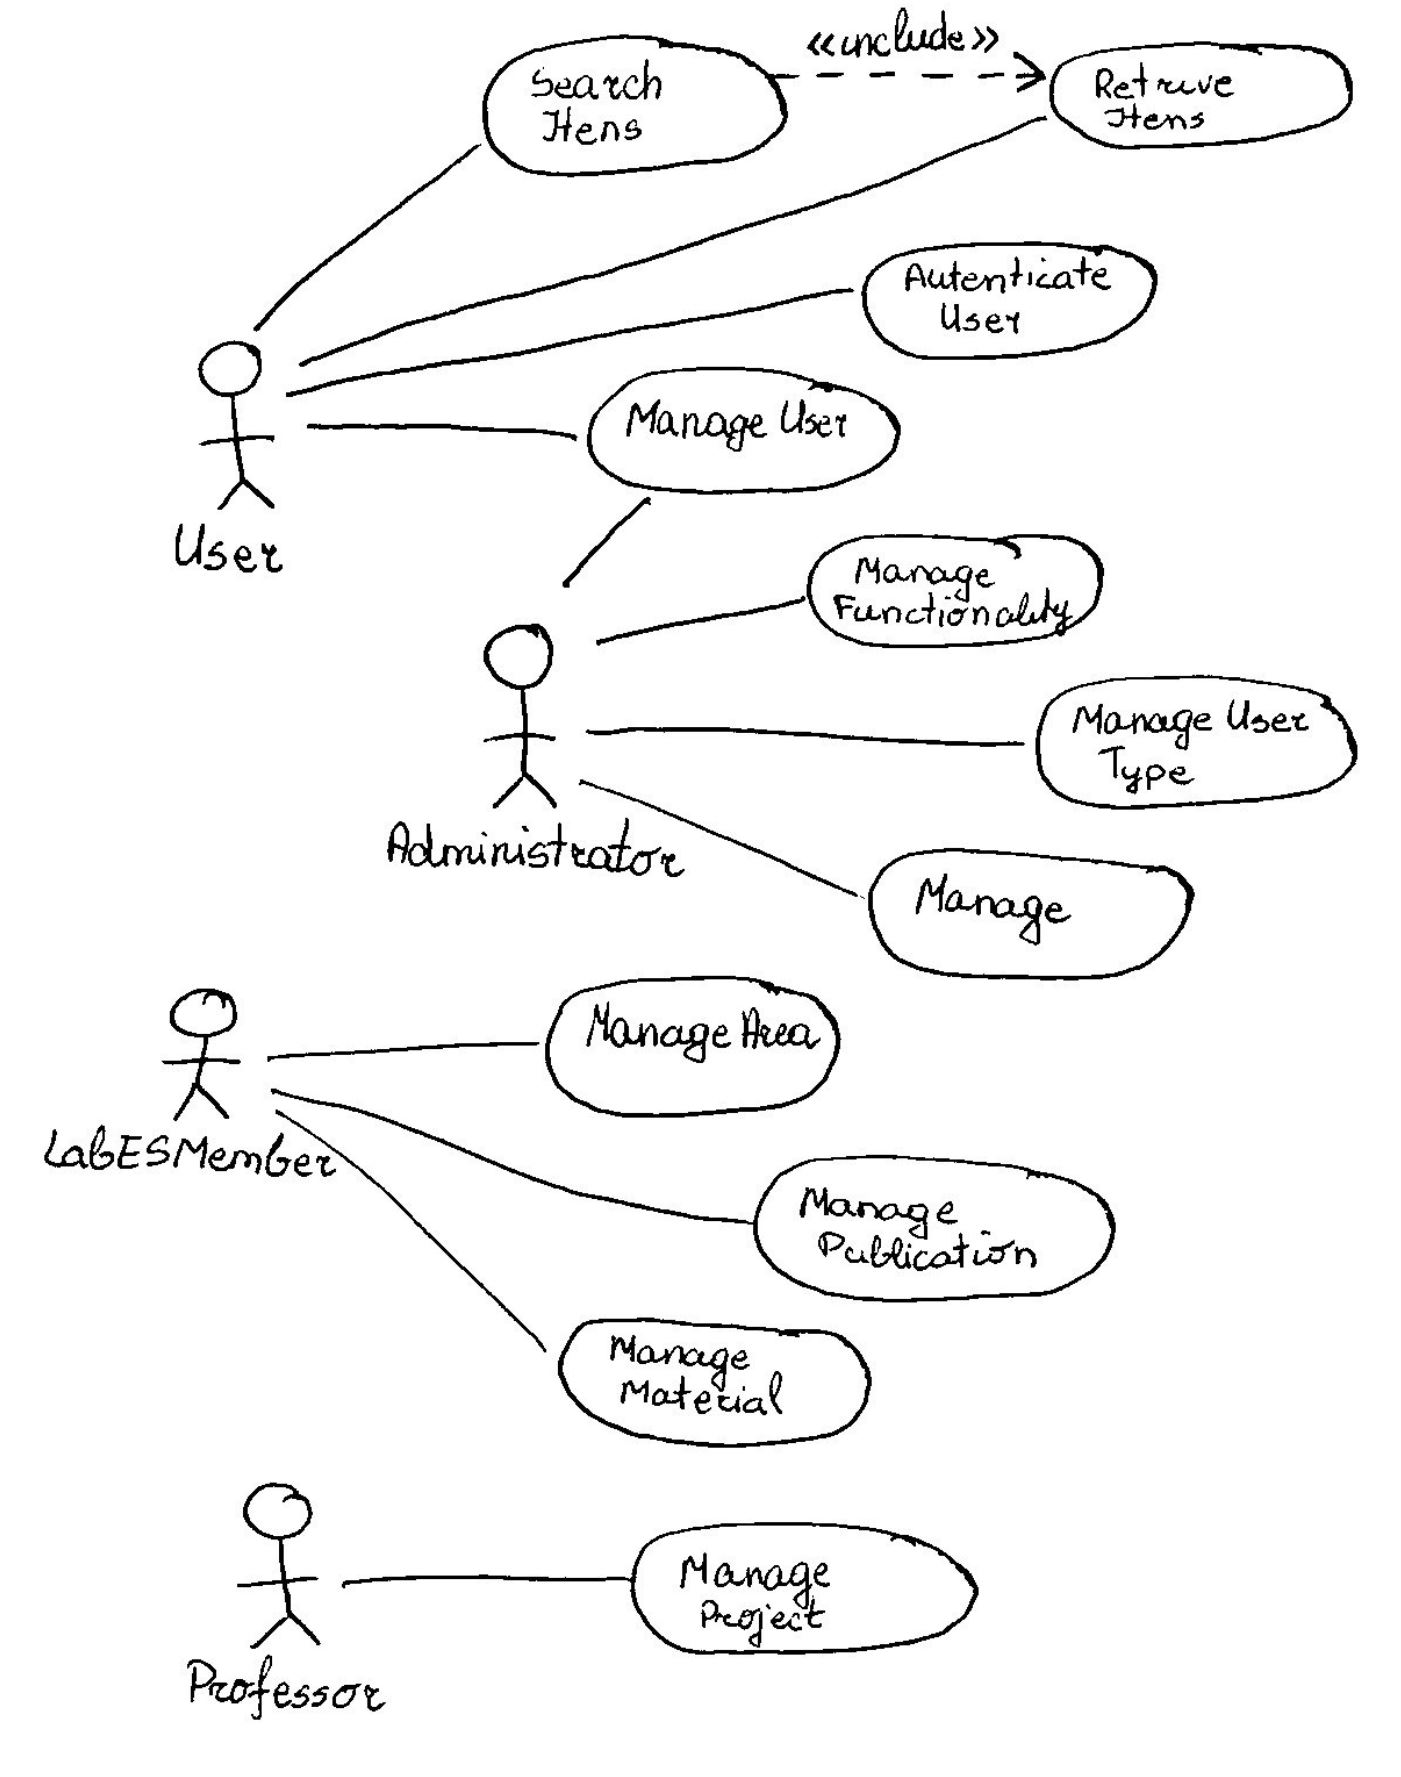 «include»
Search
Itens
Retrive
Itens
Autenticate
User
Manage User
User
Manage
Functionality
Manage User
Type
Administrator
Manage
Manage Area
LabESMember
Manage
Publication
Manage
Material
Manage
Project
Professor